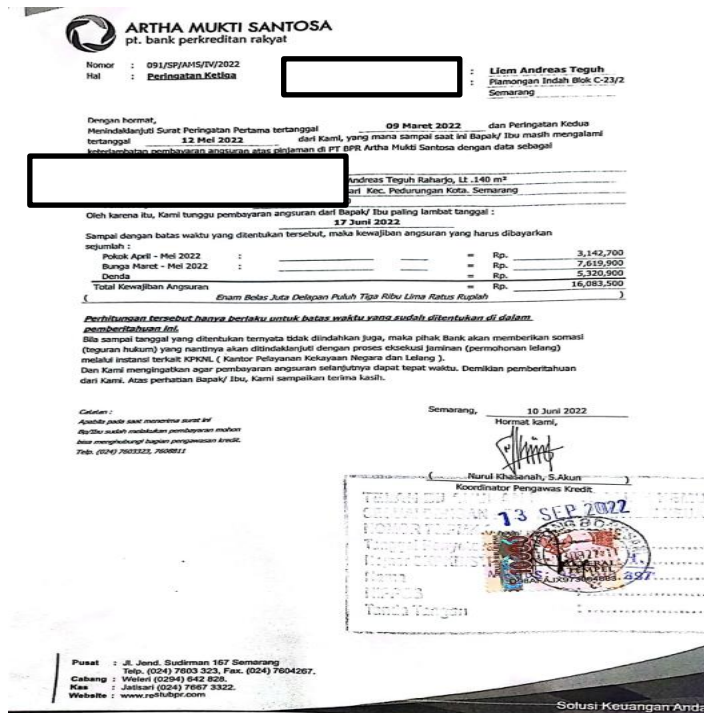 ARTHA MUKTI SANTOSA
pt. bank perkreditan rakyat
Nomor : 091/SP/AMS/IV/2022
Hal : Peringatan Ketiga
: Liem Andreas Teguh
: Plamongan Indah Blok C-23/2
Semarang
Dengan hormat,
Menindaklanjuti Surat Peringatan Pertama tertanggal 09 Maret 2022 dan Peringatan Kedua
tertanggal 12 Mei 2022 dari Kami, yang mana sampai saat ini Bapak/ Ibu masih mengalami
keterlambatan pembayaran angsuran atas pinjaman di PT BPR Artha Mukti Santosa dengan data sebagai
Andreas Teguh Raharjo, Lt .140 m²
ari Kec. Pedurungan Kota. Semarang
Oleh karena itu, Kami tunggu pembayaran angsuran dari Bapak/ Ibu paling lambat tanggal :
17 Juni 2022
Sampai dengan batas waktu yang ditentukan tersebut, maka kewajiban angsuran yang harus dibayarkan
sejumlah :
Pokok April - Mei 2022 : = Rp. 3,142,700
Bunga Maret - Mei 2022 : = Rp. 7,619,900
Denda = Rp. 5,320,900
Total Kewajiban Angsuran = Rp. 16,083,500
( Enam Belas Juta Delapan Puluh Tiga Ribu Lima Ratus Rupiah )
Perhitungan tersebut hanya berlaku untuk batas waktu yang sudah ditentukan di dalam
pemberitahuan ini.
Bila sampai tanggal yang ditentukan ternyata tidak diindahkan juga, maka pihak Bank akan memberikan somasi
(teguran hukum) yang nantinya akan ditindaklanjuti dengan proses eksekusi jaminan (permohonan lelang)
melalui instansi terkait KPKNL ( Kantor Pelayanan Kekayaan Negara dan Lelang ).
Dan Kami mengingatkan agar pembayaran angsuran selanjutnya dapat tepat waktu. Demikian pemberitahuan
dari Kami. Atas perhatian Bapak/ Ibu, Kami sampaikan terima kasih.
Catatan :
Apabila pada saat menerima surat ini
Bp/Ibu sudah melakukan pembayaran mohon
bisa menghubungi bagian pengawasan kredit.
Telp. (024) 7603323, 7608811
Semarang, 10 Juni 2022
Hormat kami,
( Nurul Khasanah, S.Akun )
Koordinator Pengawas Kredit
13 SEP 2022
Tanda Tangan
Pusat : Jl. Jend. Sudirman 167 Semarang
Telp. (024) 7603 323, Fax. (024) 7604267.
Cabang : Weleri (0294) 642 828.
Kas : Jatisari (024) 7667 3322.
Website : www.restubpr.com
Solusi Keuangan Anda